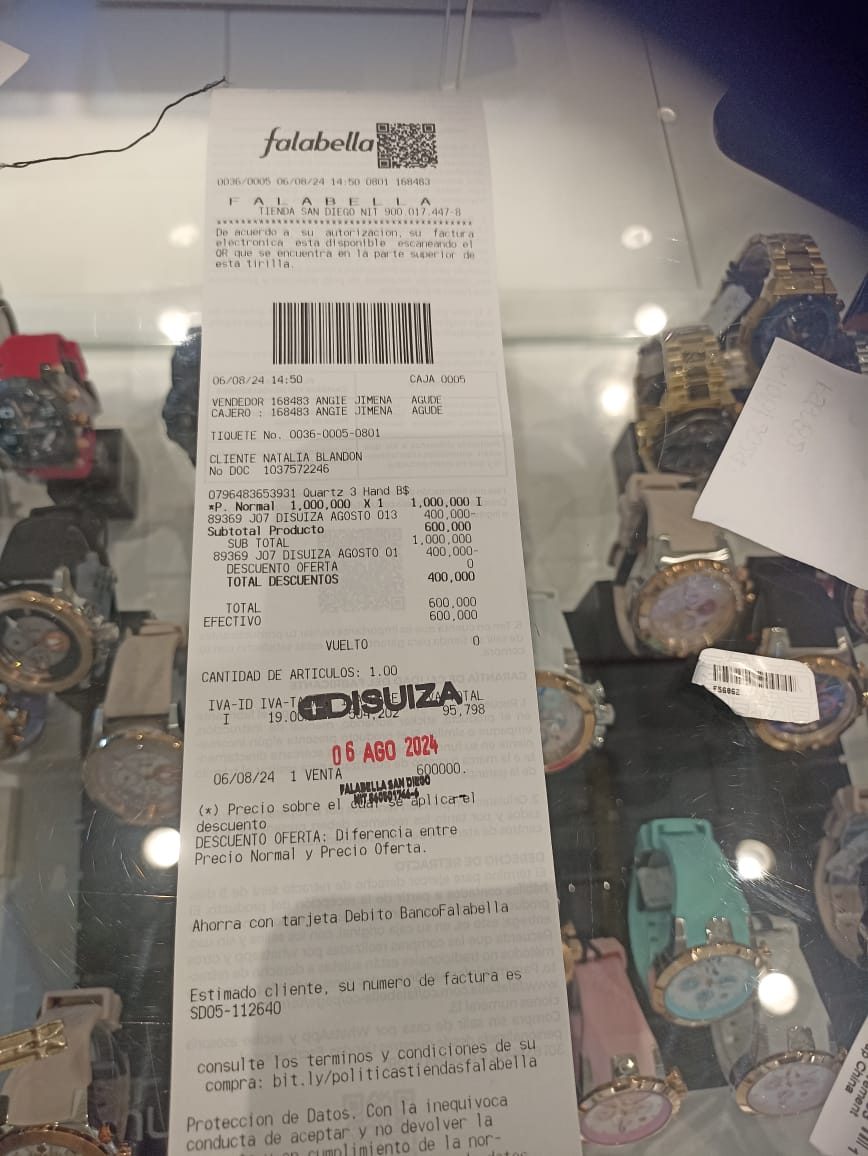 falabella
0036/0005 06/08/24 14:50 0801 168483
F A L A B E L L A
TIENDA SAN DIEGO NIT 900.017.447-8
De acuerdo a su autorizacion, su factura
electronica esta disponible escaneando el
QR que se encuentra en la parte superior de
esta tirilla.
06/08/24 14:50 CAJA 0005
VENDEDOR 168483 ANGIE JIMENA AGUDE
CAJERO : 168483 ANGIE JIMENA AGUDE
TIQUETE No. 0036-0005-0801
CLIENTE NATALIA BLANDON
No DOC 1037572246
0796483653931 Quartz 3 Hand B$
*P. Normal 1,000,000 X 1 1,000,000 I
89369 J07 DISUIZA AGOSTO 013 400,000-
Subtotal Producto 600,000
SUB TOTAL 1,000,000
89369 J07 DISUIZA AGOSTO 01 400,000-
DESCUENTO OFERTA 0
TOTAL DESCUENTOS 400,000
TOTAL 600,000
EFECTIVO 600,000
VUELTO 0
CANTIDAD DE ARTICULOS: 1.00
IVA-ID
I 95,798
DISUIZA
06 AGO 2024
06/08/24 1 VENTA 600000.
FALABELLA SAN DIEGO
(*) Precio sobre el cual se aplica el
descuento
DESCUENTO OFERTA: Diferencia entre
Precio Normal y Precio Oferta.
Ahorra con tarjeta Debito BancoFalabella
Estimado cliente, su numero de factura es
SD05-112640
consulte los terminos y condiciones de su
compra: bit.ly/politicastiendasfalabella
Proteccion de Datos. Con la inequivoca
conducta de aceptar y no devolver la
cumplimiento de la nor-